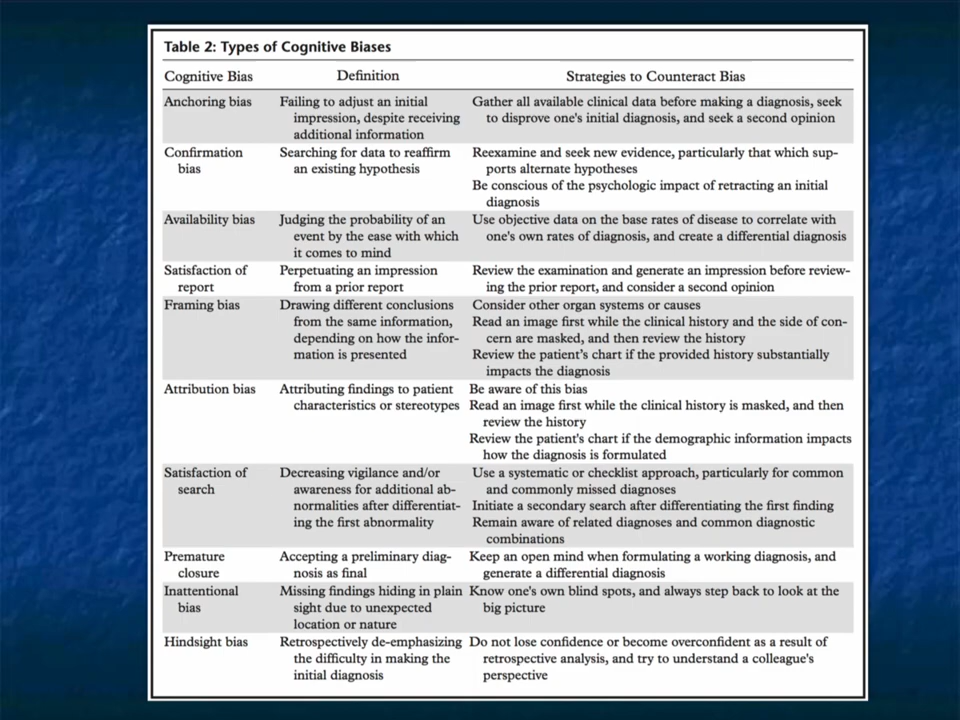 Table 2: Types of Cognitive Biases
Cognitive Bias Definition Strategies to Counteract Bias
Anchoring bias Failing to adjust an initial Gather all available clinical data before making a diagnosis, seek
impression, despite receiving to disprove one's initial diagnosis, and seek a second opinion
additional information
Confirmation Searching for data to reaffirm Reexamine and seek new evidence, particularly that which sup-
bias an existing hypothesis ports alternate hypotheses
Be conscious of the psychologic impact of retracting an initial
diagnosis
Availability bias Judging the probability of an Use objective data on the base rates of disease to correlate with
event by the ease with which one's own rates of diagnosis, and create a differential diagnosis
it comes to mind
Satisfaction of Perpetuating an impression Review the examination and generate an impression before review-
report from a prior report ing the prior report, and consider a second opinion
Framing bias Drawing different conclusions Consider other organ systems or causes
from the same information, Read an image first while the clinical history and the side of con-
depending on how the infor- cern are masked, and then review the history
mation is presented Review the patient's chart if the provided history substantially
impacts the diagnosis
Attribution bias Attributing findings to patient Be aware of this bias
characteristics or stereotypes Read an image first while the clinical history is masked, and then
review the history
Review the patient's chart if the demographic information impacts
how the diagnosis is formulated
Satisfaction of Decreasing vigilance and/or Use a systematic or checklist approach, particularly for common
search awareness for additional ab- and commonly missed diagnoses
normalities after differentiat- Initiate a secondary search after differentiating the first finding
ing the first abnormality Remain aware of related diagnoses and common diagnostic
combinations
Premature Accepting a preliminary diag- Keep an open mind when formulating a working diagnosis, and
closure nosis as final generate a differential diagnosis
Inattentional Missing findings hiding in plain Know one's own blind spots, and always step back to look at the
bias sight due to unexpected big picture
location or nature
Hindsight bias Retrospectively de-emphasizing Do not lose confidence or become overconfident as a result of
the difficulty in making the retrospective analysis, and try to understand a colleague's
initial diagnosis perspective